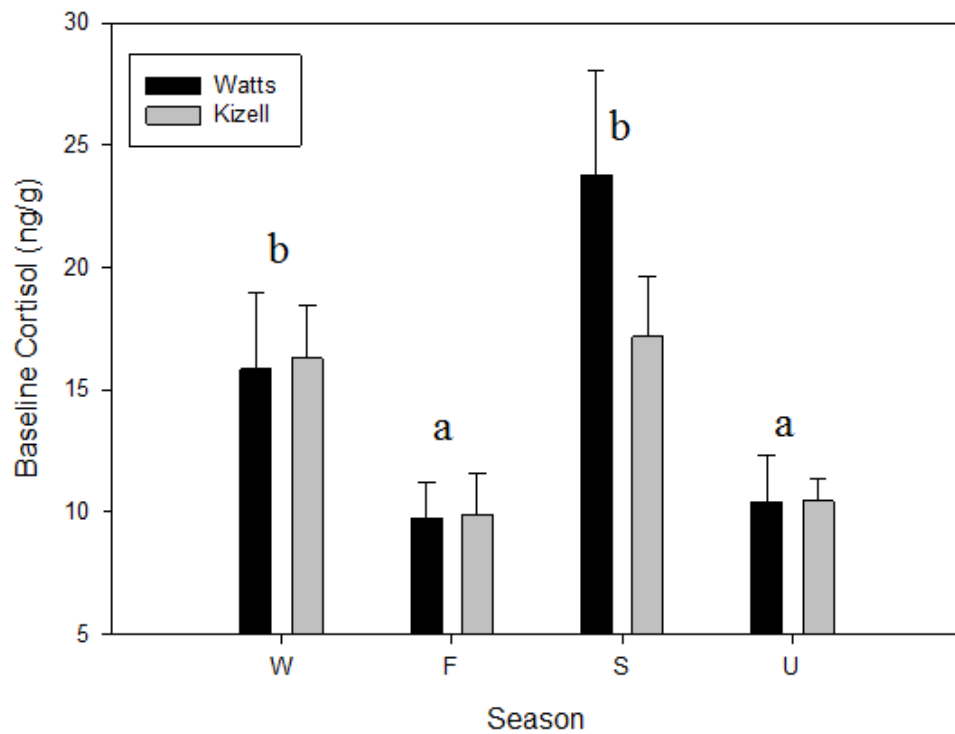 30
25
20
15
10
5
Baseline Cortisol (ng/g)
Watts
Kizell
b
a
b
a
W F S U
Season